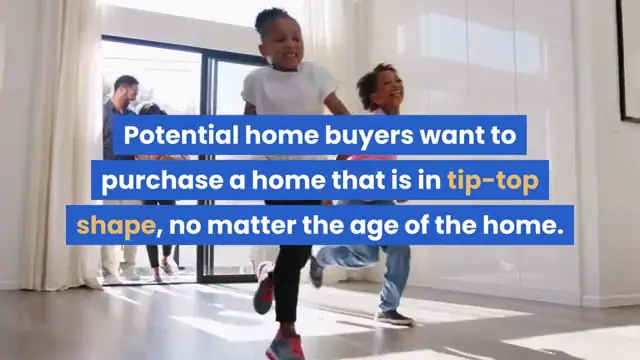 Potential home buyers want to
purchase a home that is in tip-top
shape, no matter the age of the home.